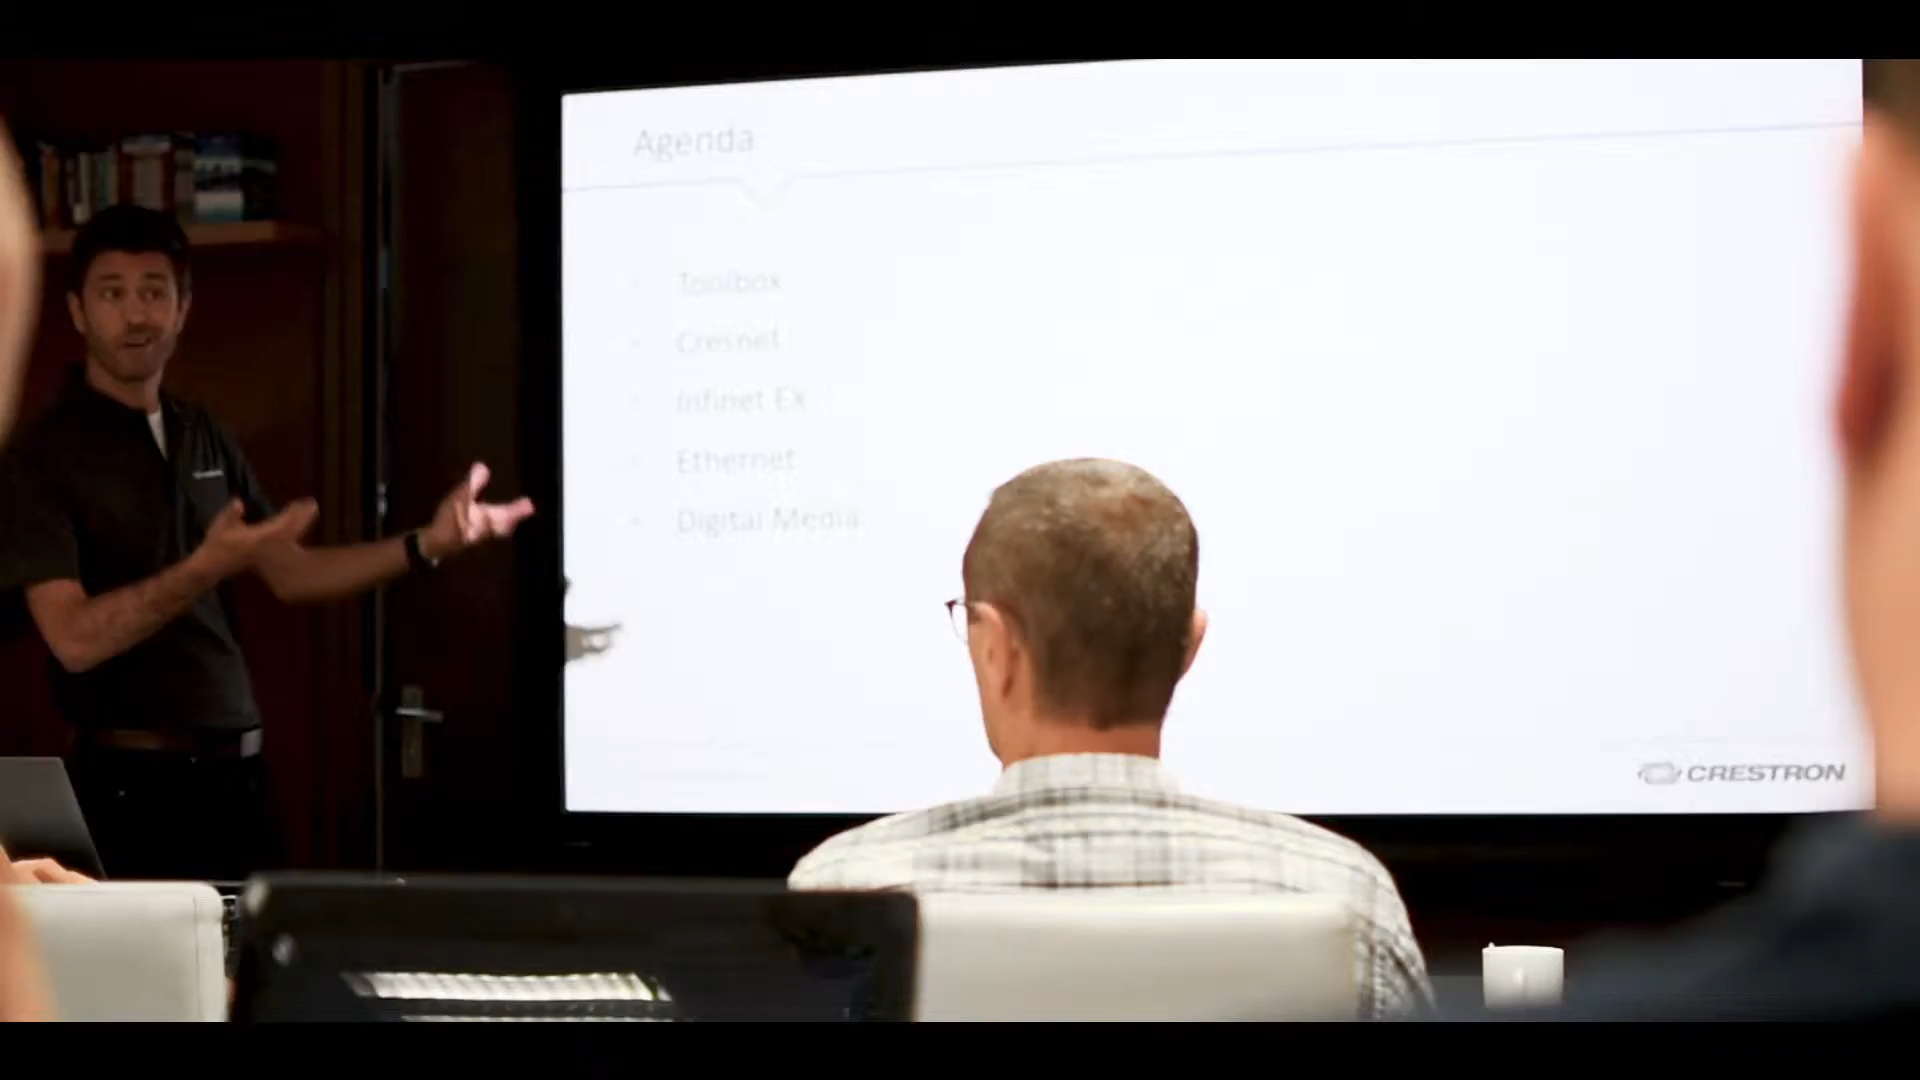 Agenda
Toolbox
Cresnet
Infinet Ex
Ethernet
Digital Media
CRESTRON